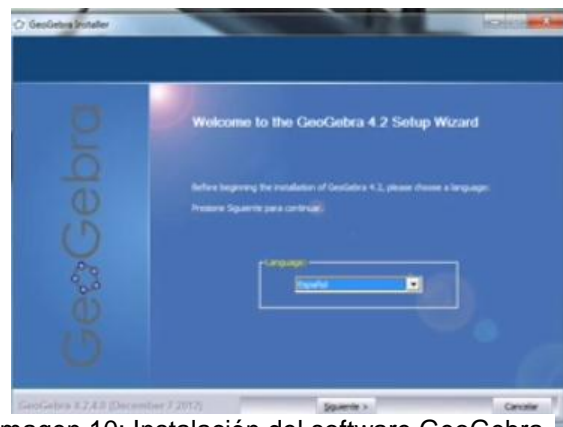 GeoGebra Installer
GeoGebra
Welcome to the GeoGebra 4.2 Setup Wizard
Before beginning the installation of GeoGebra 4.2, please choose a language:
Presione Siguiente para continuar.
Language:
Español
GeoGebra 4.2.4.0 (December 7 2012)
Siguiente >
Cancelar
magen 10: Instalación del software GeoGebra